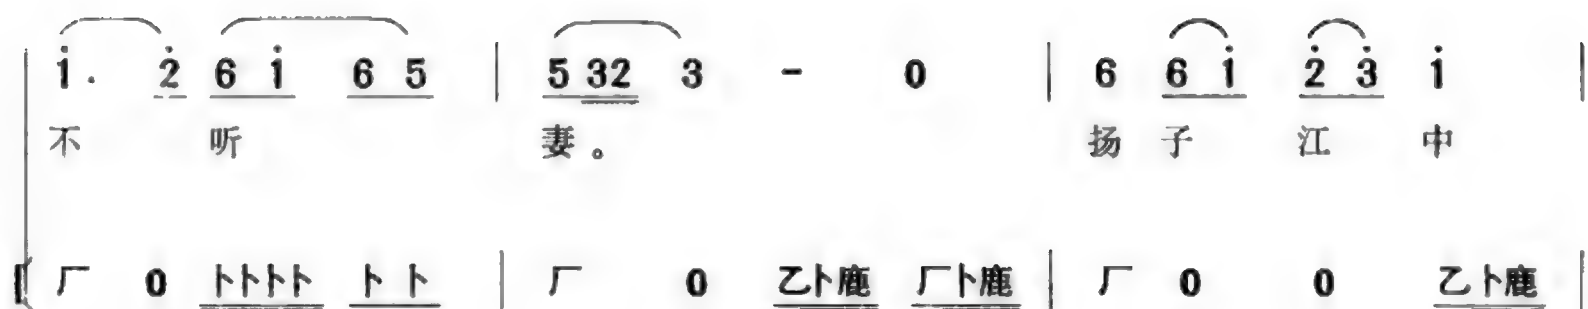 i̇ . 2̇ 6 i̇ 6 5 | 5 32 3 - 0 | 6 6 i̇ 2̇ 3̇ i̇ |
不 听 妻。 扬 子 江 中
厂 0 卜卜卜卜 卜 卜 | 厂 0 乙卜鹿 厂卜鹿 | 厂 0 0 乙卜鹿 |